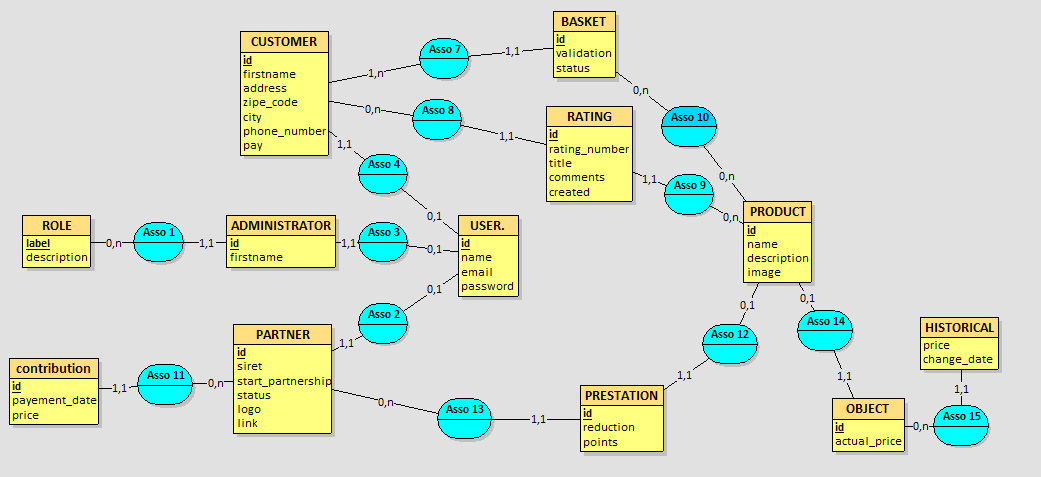 BASKET
id
validation
status
CUSTOMER
id
firstname
address
zipe_code
city
phone_number
pay
Asso 7
1,n
1,1
Asso 8
0,n
1,1
RATING
id
rating_number
title
comments
created
0,n
Asso 10
0,n
1,1
Asso 4
0,1
1,1
Asso 9
0,n
PRODUCT
id
name
description
image
ROLE
label
description
0,n
Asso 1
1,1
ADMINISTRATOR
id
firstname
1,1
Asso 3
0,1
USER.
id
name
email
password
0,1
Asso 2
1,1
PARTNER
id
siret
start_partnership
status
logo
link
contribution
id
payement_date
price
1,1
Asso 11
0,n
0,n
Asso 13
1,1
PRESTATION
id
reduction
points
0,1
Asso 12
1,1
0,1
Asso 14
1,1
HISTORICAL
price
change_date
1,1
OBJECT
id
actual_price
0,n
Asso 15